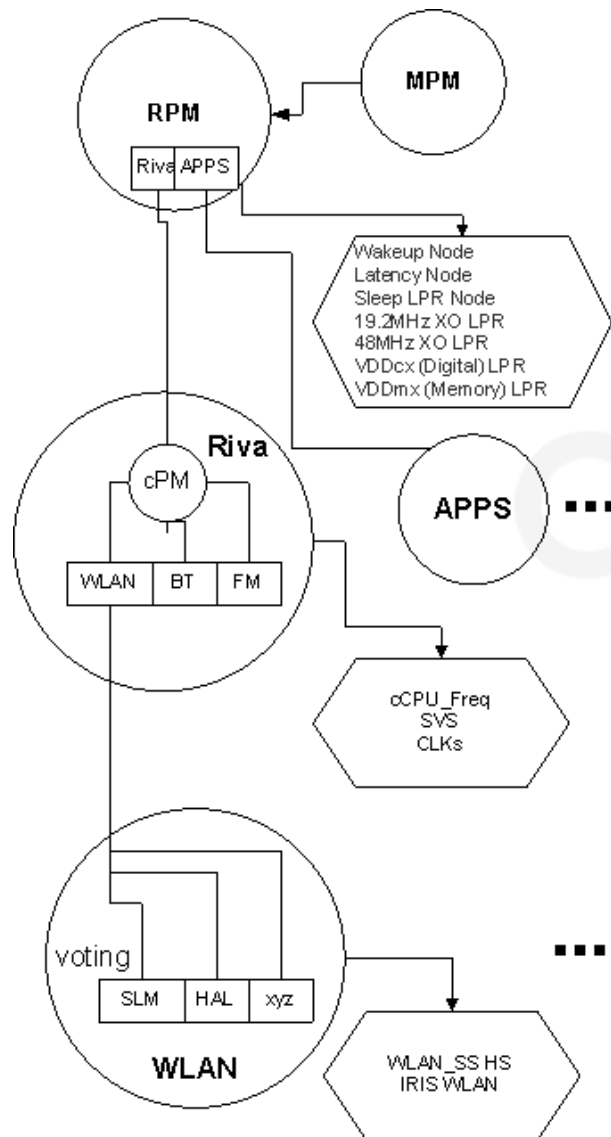 MPM
RPM
Riva APPS
Wakeup Node
Latency Node
Sleep LPR Node
19.2MHz XO LPR
48MHz XO LPR
VDDcx (Digital) LPR
VDDmx (Memory) LPR
Riva
cPM
APPS
WLAN BT FM
cCPU_Freq
SVS
CLKs
voting
SLM HAL xyz
WLAN
WLAN_SS HS
IRIS WLAN